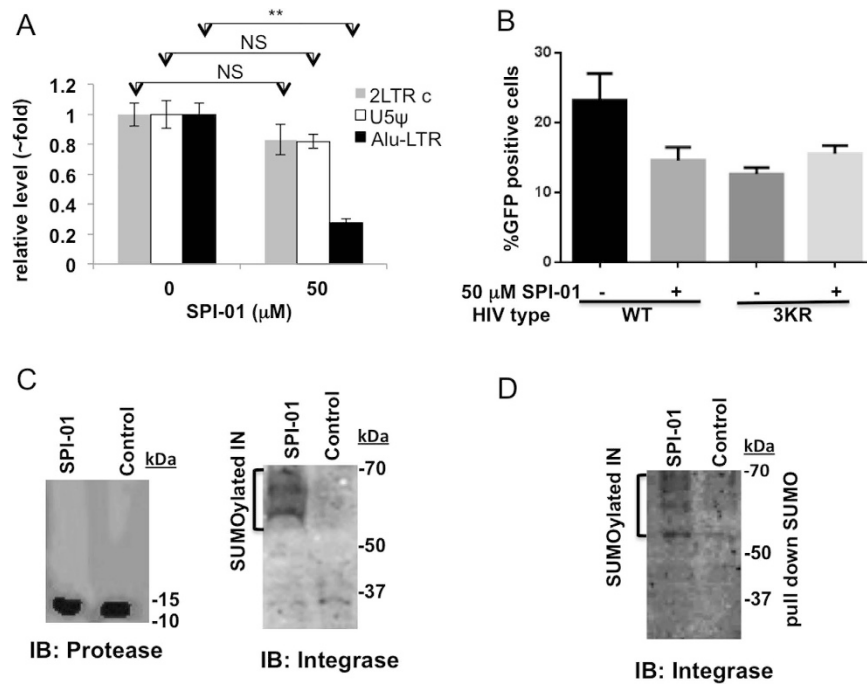 A
**
NS
NS
2LTR c
U5ψ
Alu-LTR
relative level (~fold)
1.2
1
0.8
0.6
0.4
0.2
0
0
50
SPI-01 (μM)
B
%GFP positive cells
30
20
10
0
50 μM SPI-01 - + - +
HIV type WT 3KR
C
SPI-01
Control
kDa
-15
-10
IB: Protease
SUMOylated IN
SPI-01
Control
kDa
-70
-50
-37
IB: Integrase
D
SUMOylated IN
SPI-01
Control
kDa
-70
-50
-37
pull down SUMO
IB: Integrase